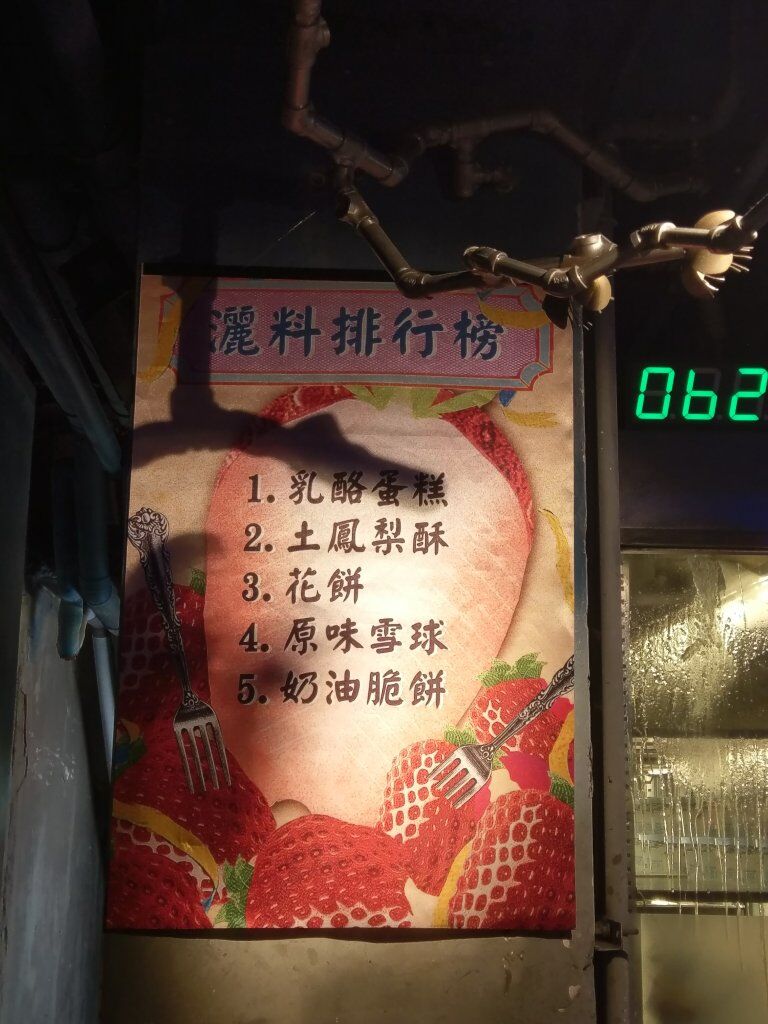 灑料排行榜
1. 乳酪蛋糕
2. 土鳳梨酥
3. 花餅
4. 原味雪球
5. 奶油脆餅
062